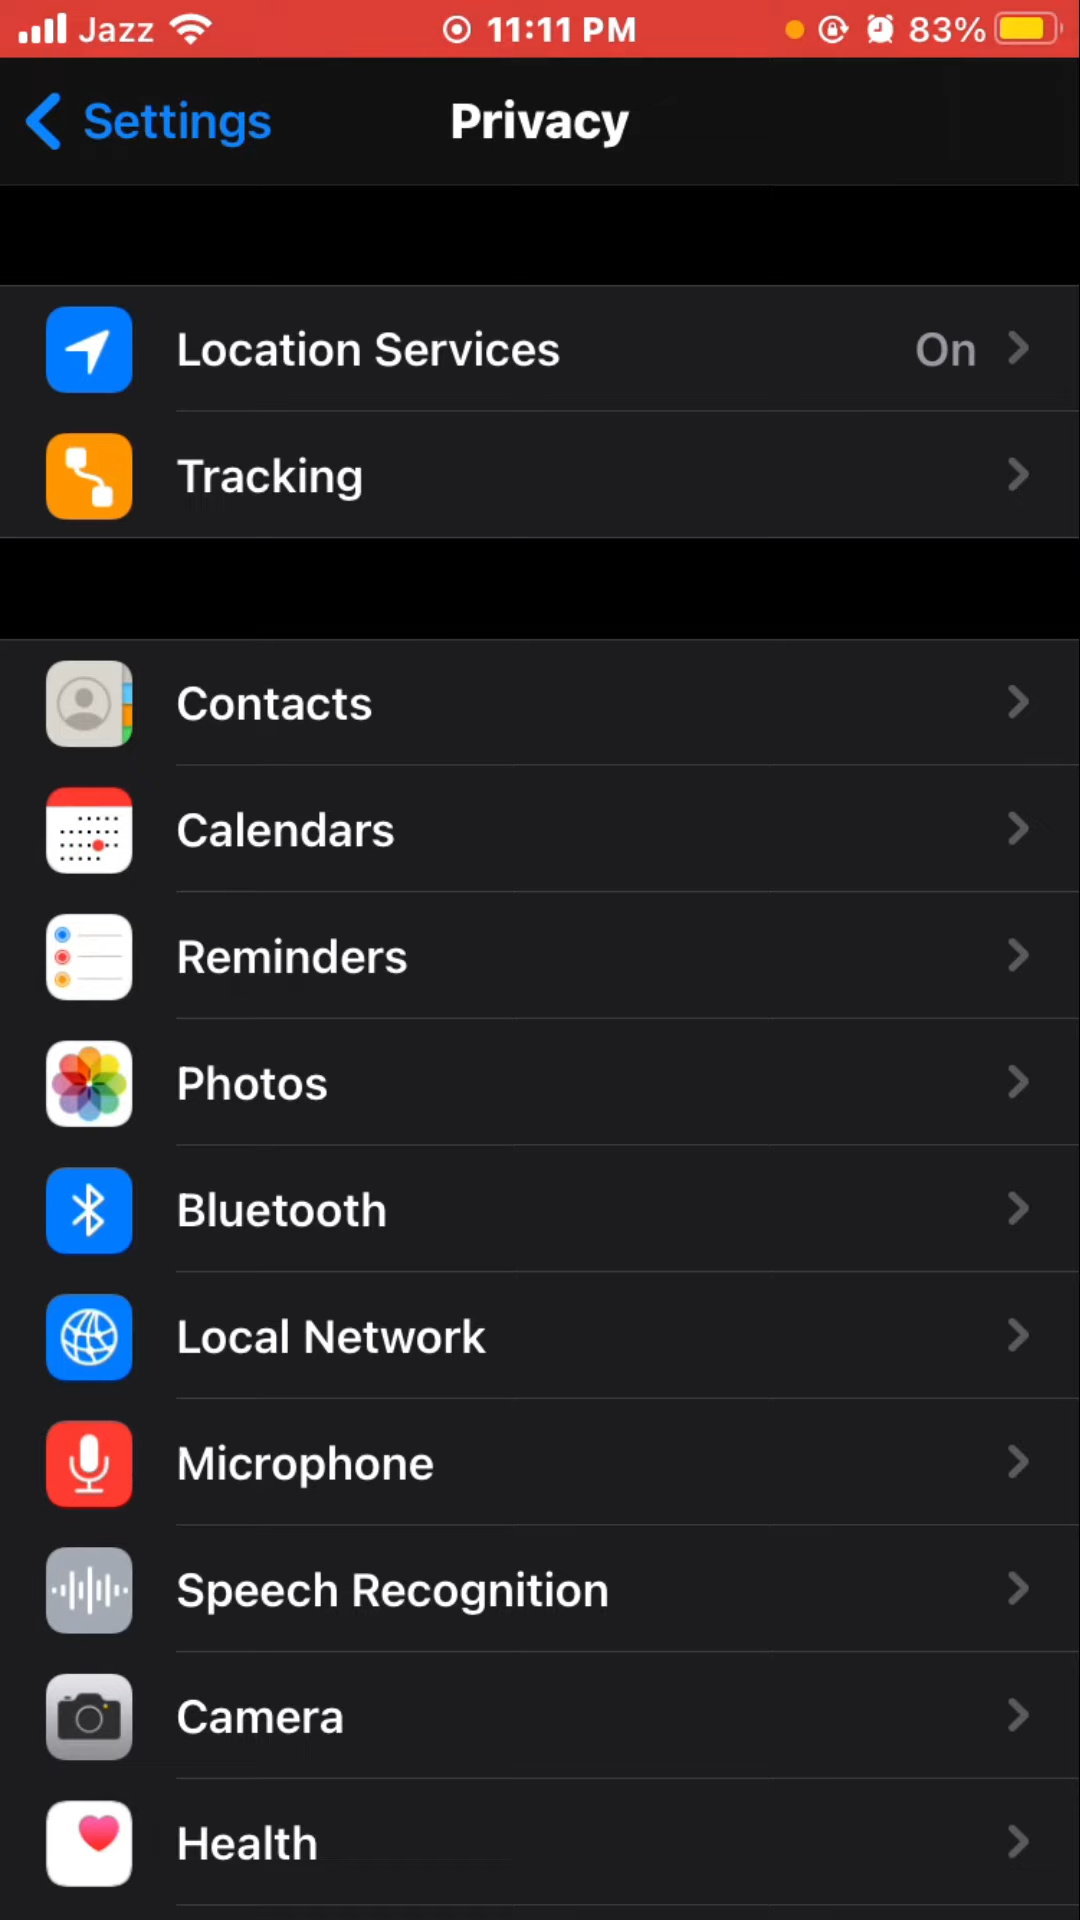 Jazz 11:11 PM 83%
Settings Privacy
Location Services On
Tracking
Contacts
Calendars
Reminders
Photos
Bluetooth
Local Network
Microphone
Speech Recognition
Camera
Health